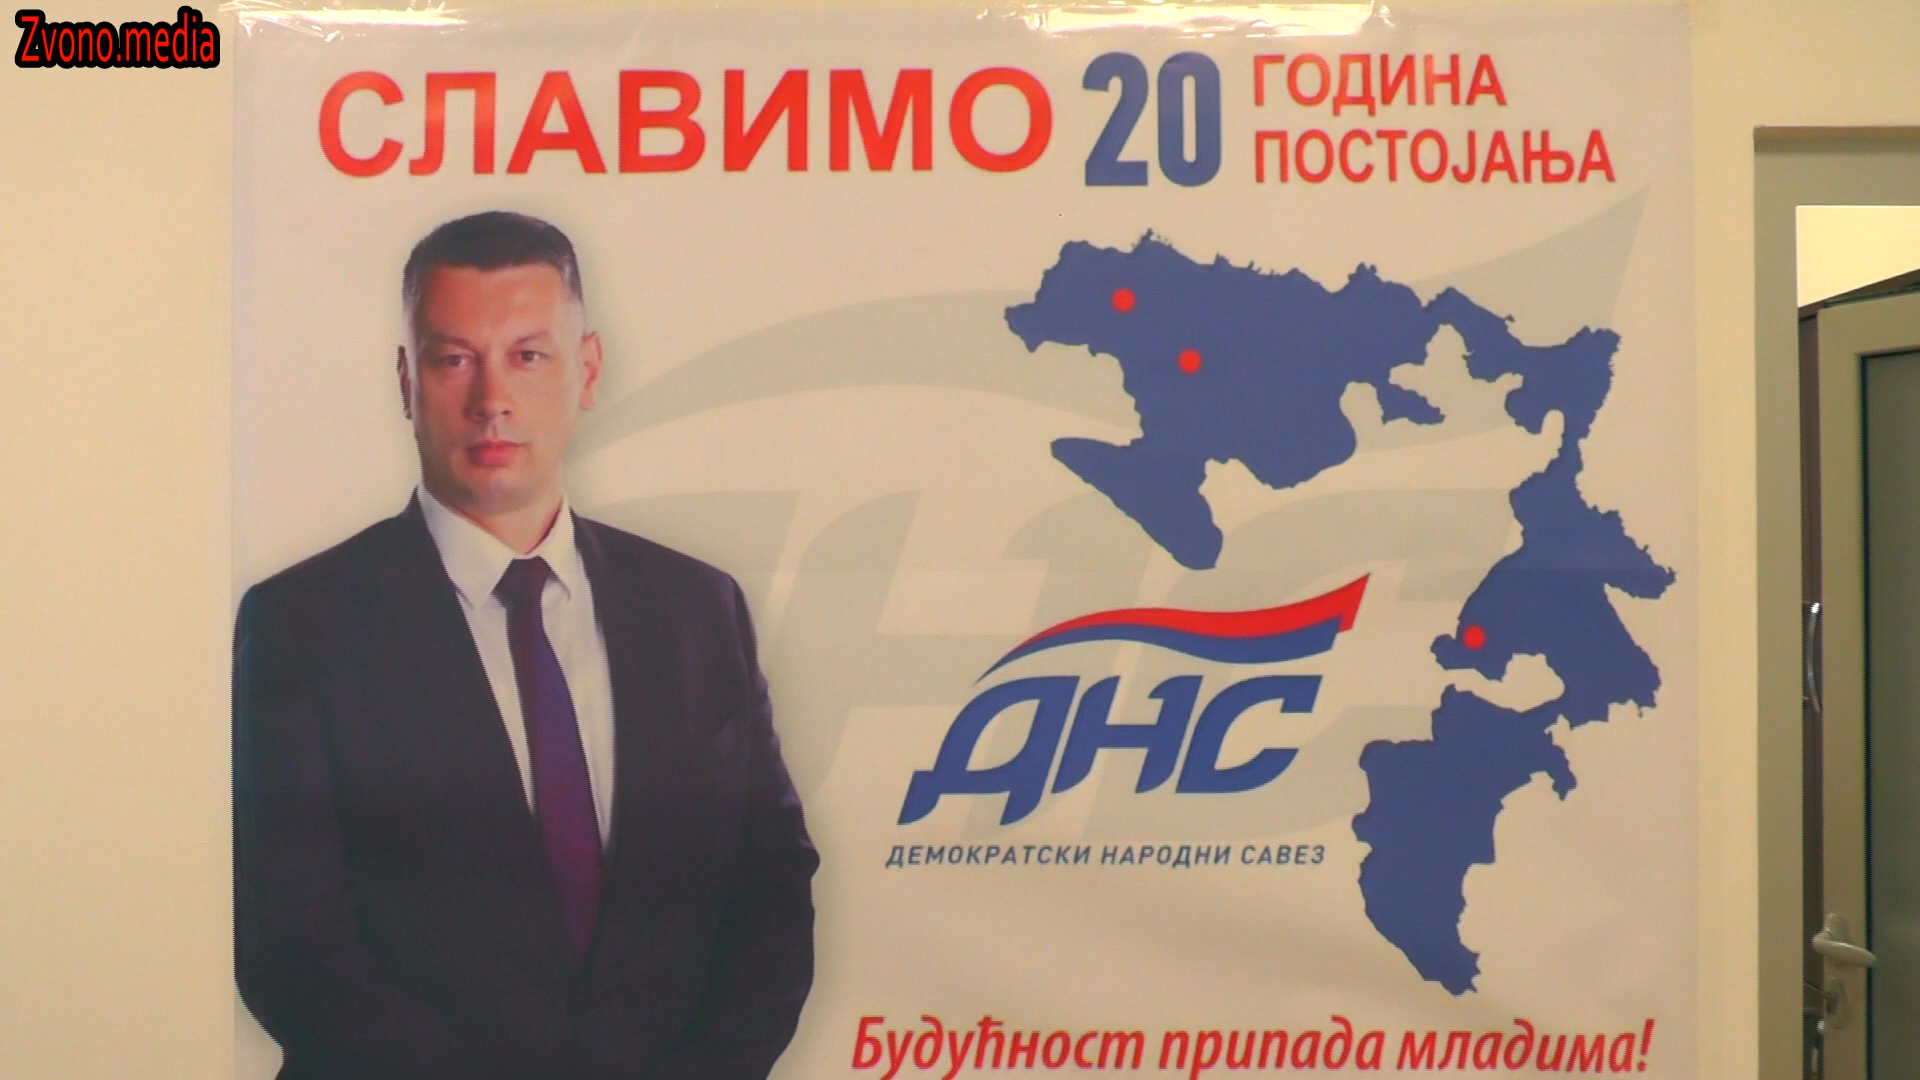 Zvono.media
СЛАВИМО 20 ГОДИНА
ПОСТОЈАЊА
ДНС
ДЕМОКРАТСКИ НАРОДНИ САВЕЗ
Будућност припада младима!